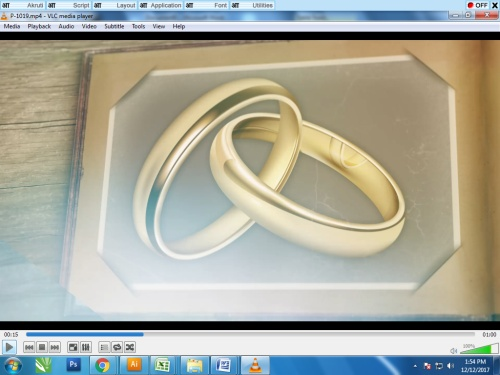 Akruti Script Layout Application Font Utilities OFF
P-1019.mp4 - VLC media player
Media Playback Audio Video Subtitle Tools View Help
00:15 01:00
100%
1:54 PM
12/12/2017